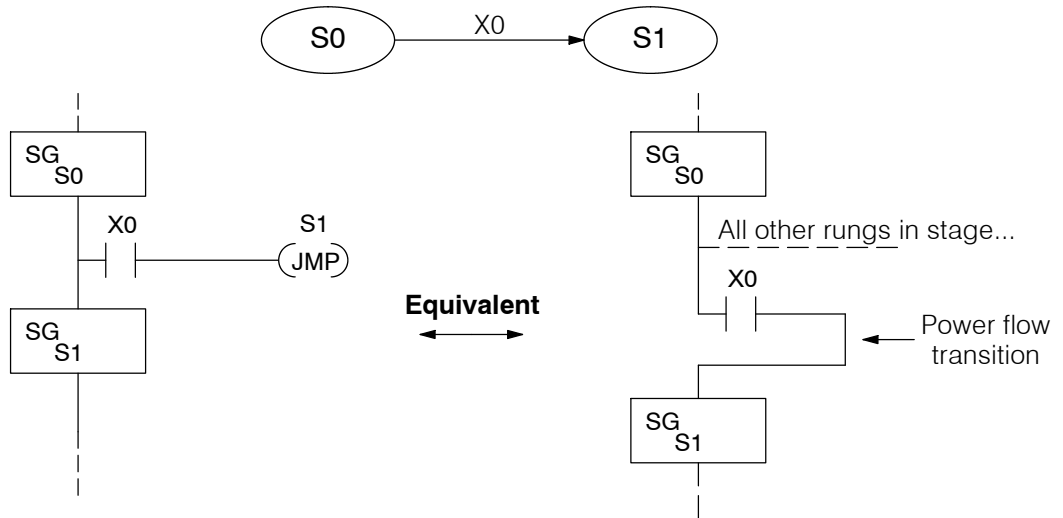 S0
X0
S1
SG
S0
X0
S1
JMP
SG
S1
Equivalent
SG
S0
All other rungs in stage...
X0
Power flow
transition
SG
S1